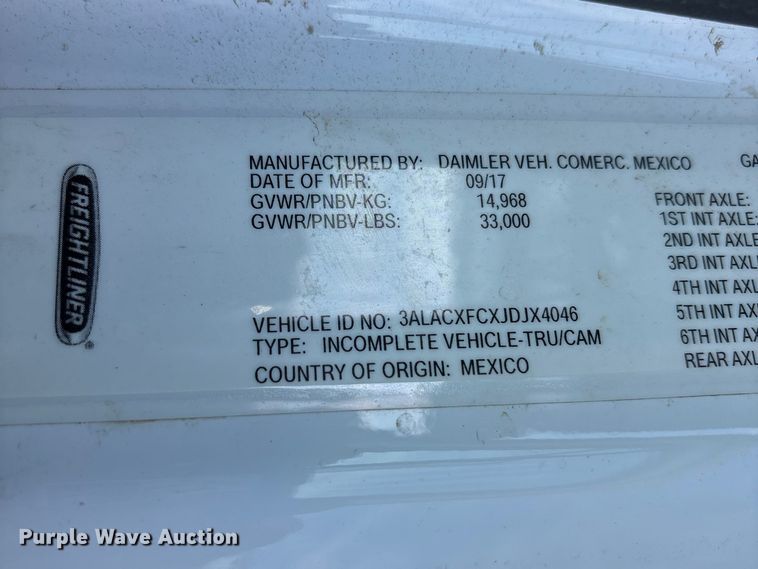 FREIGHTLINER
®
MANUFACTURED BY: DAIMLER VEH. COMERC. MEXICO
DATE OF MFR: 09/17
GVWR/PNBV-KG: 14,968
GVWR/PNBV-LBS: 33,000
VEHICLE ID NO: 3ALACXFCXJDJX4046
TYPE: INCOMPLETE VEHICLE-TRU/CAM
COUNTRY OF ORIGIN: MEXICO
GA
FRONT AXLE:
1ST INT AXLE:
2ND INT AXLE
3RD INT AXL
4TH INT AXL
5TH INT AX
6TH INT AX
REAR AXL
Purple Wave Auction